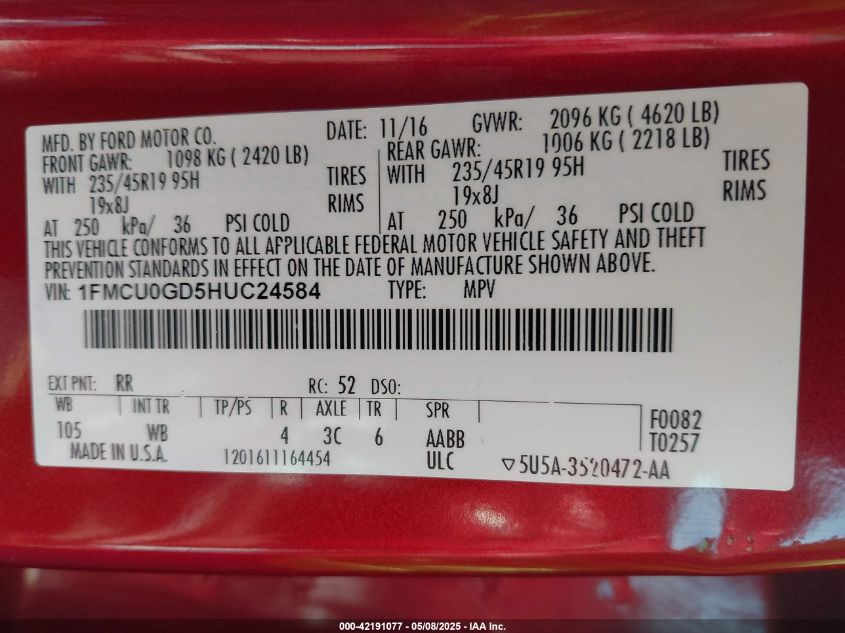 MFD. BY FORD MOTOR CO.
DATE: 11/16 GVWR: 2096 KG ( 4620 LB)
FRONT GAWR: 1098 KG ( 2420 LB)
REAR GAWR: 1006 KG ( 2218 LB)
WITH 235/45R19 95H TIRES
WITH 235/45R19 95H TIRES
19x8J RIMS
19x8J RIMS
AT 250 kPa/ 36 PSI COLD
AT 250 kPa/ 36 PSI COLD
THIS VEHICLE CONFORMS TO ALL APPLICABLE FEDERAL MOTOR VEHICLE SAFETY AND THEFT
PREVENTION STANDARDS IN EFFECT ON THE DATE OF MANUFACTURE SHOWN ABOVE.
VIN: 1FMCU0GD5HUC24584 TYPE: MPV
EXT PNT: RR RC: 52 DSO:
WB INT TR TP/PS R AXLE TR SPR
105 WB 4 3C 6 AABB
F0082
T0257
MADE IN U.S.A. 1201611164454 ULC
▽5U5A-3520472-AA
000-42191077 - 05/08/2025 - IAA Inc.